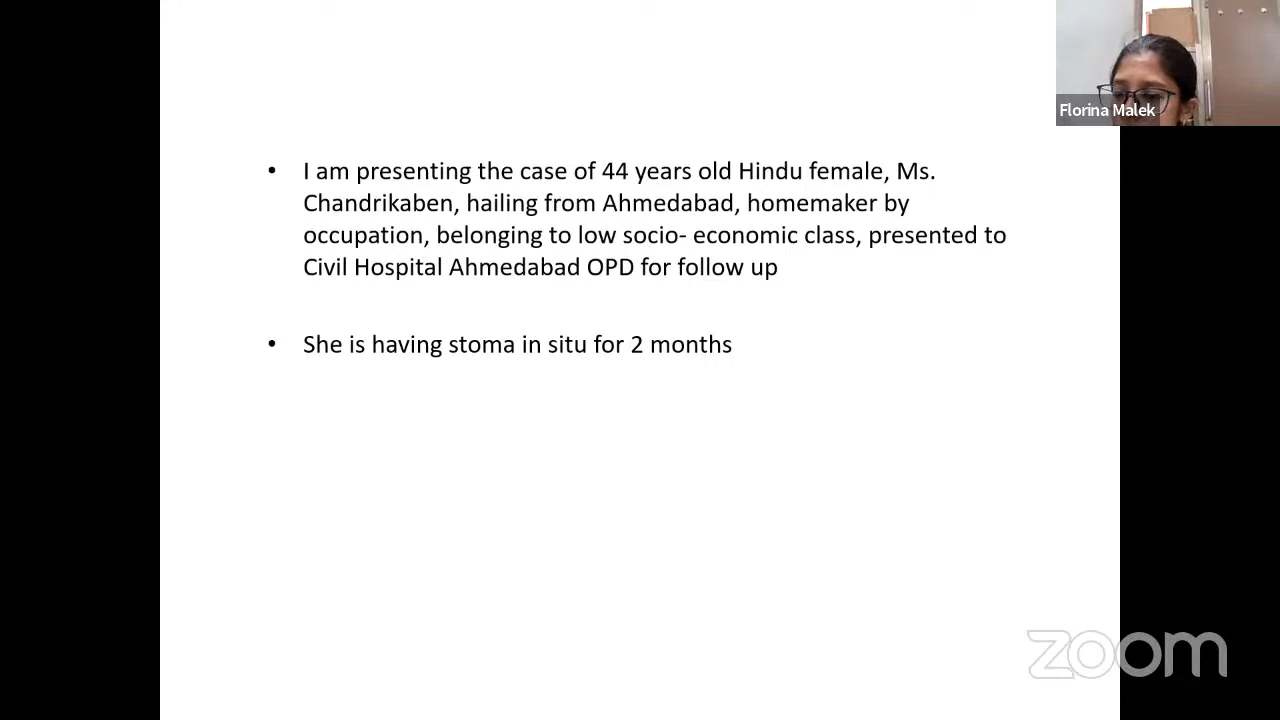 Florina Malek
• I am presenting the case of 44 years old Hindu female, Ms.
Chandrikaben, hailing from Ahmedabad, homemaker by
occupation, belonging to low socio- economic class, presented to
Civil Hospital Ahmedabad OPD for follow up
• She is having stoma in situ for 2 months
zoom